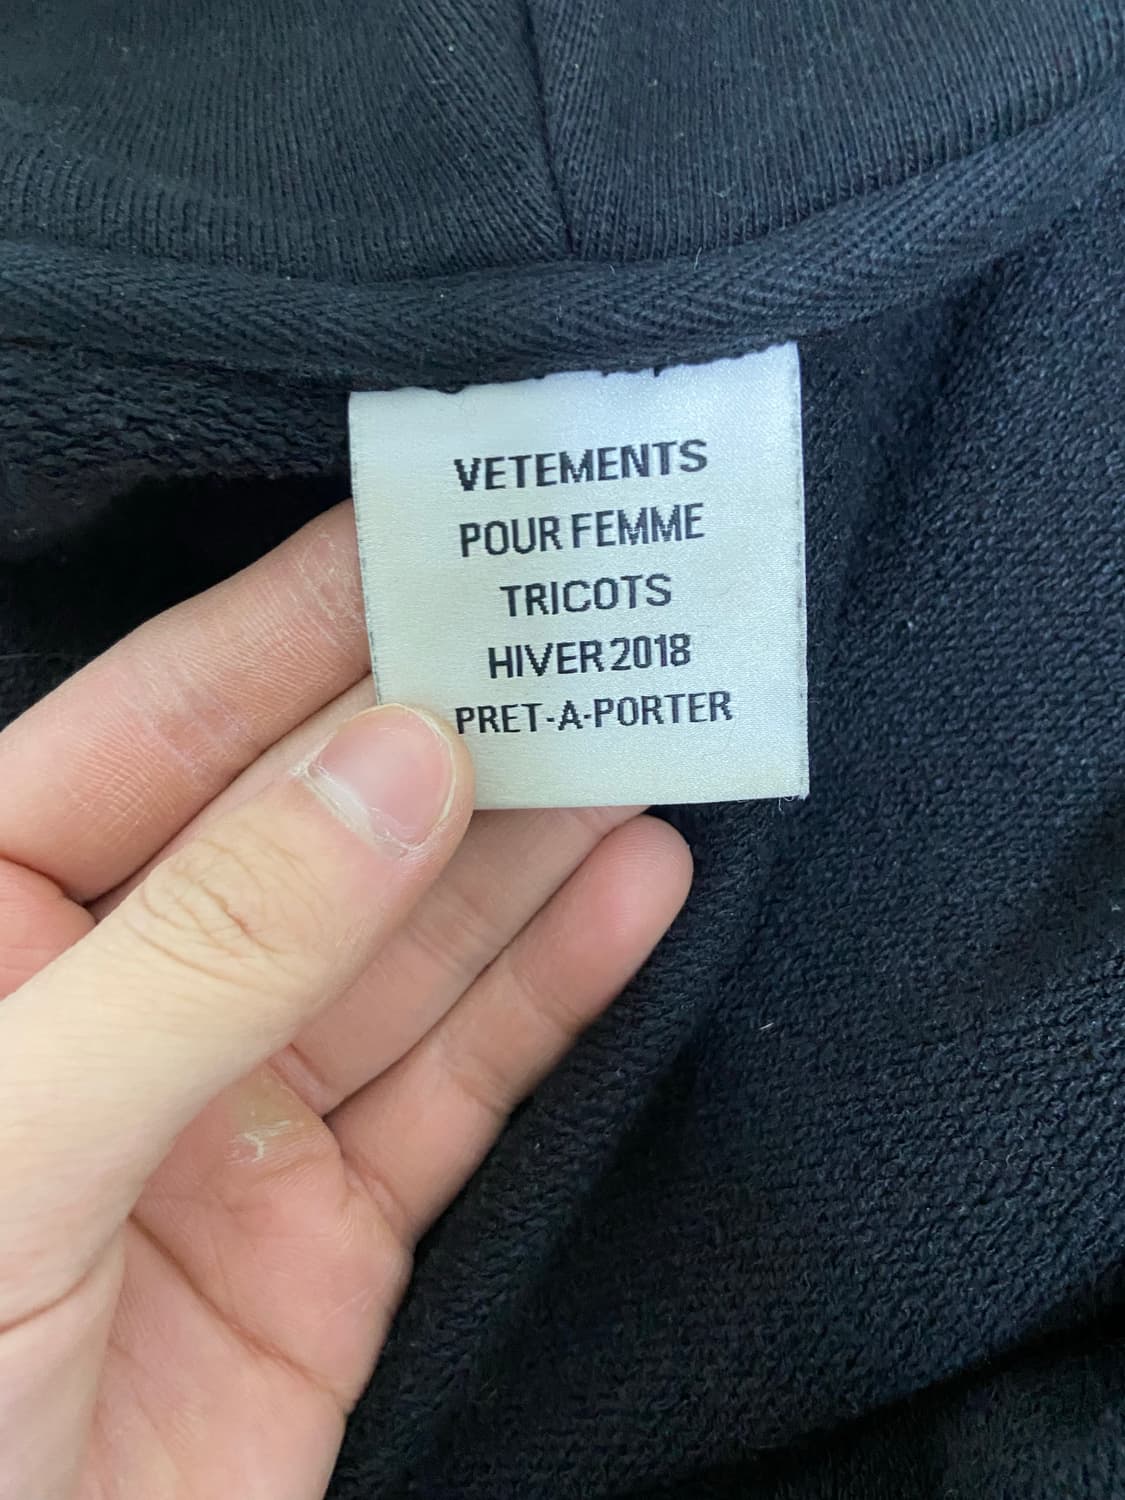 VETEMENTS
POUR FEMME
TRICOTS
HIVER 2018
PRET-A-PORTER